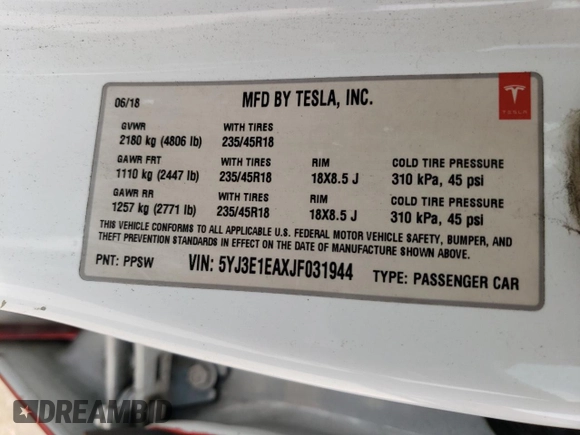 06/18 MFD BY TESLA, INC.
TESLA
GVWR WITH TIRES
2180 kg (4806 lb) 235/45R18
GAWR FRT WITH TIRES RIM COLD TIRE PRESSURE
1110 kg (2447 lb) 235/45R18 18X8.5 J 310 kPa, 45 psi
GAWR RR WITH TIRES RIM COLD TIRE PRESSURE
1257 kg (2771 lb) 235/45R18 18X8.5 J 310 kPa, 45 psi
THIS VEHICLE CONFORMS TO ALL APPLICABLE U.S. FEDERAL MOTOR VEHICLE SAFETY, BUMPER, AND
THEFT PREVENTION STANDARDS IN EFFECT ON THE DATE OF MANUFACTURE SHOWN ABOVE.
PNT: PPSW VIN: 5YJ3E1EAXJF031944 TYPE: PASSENGER CAR
DREAMBID